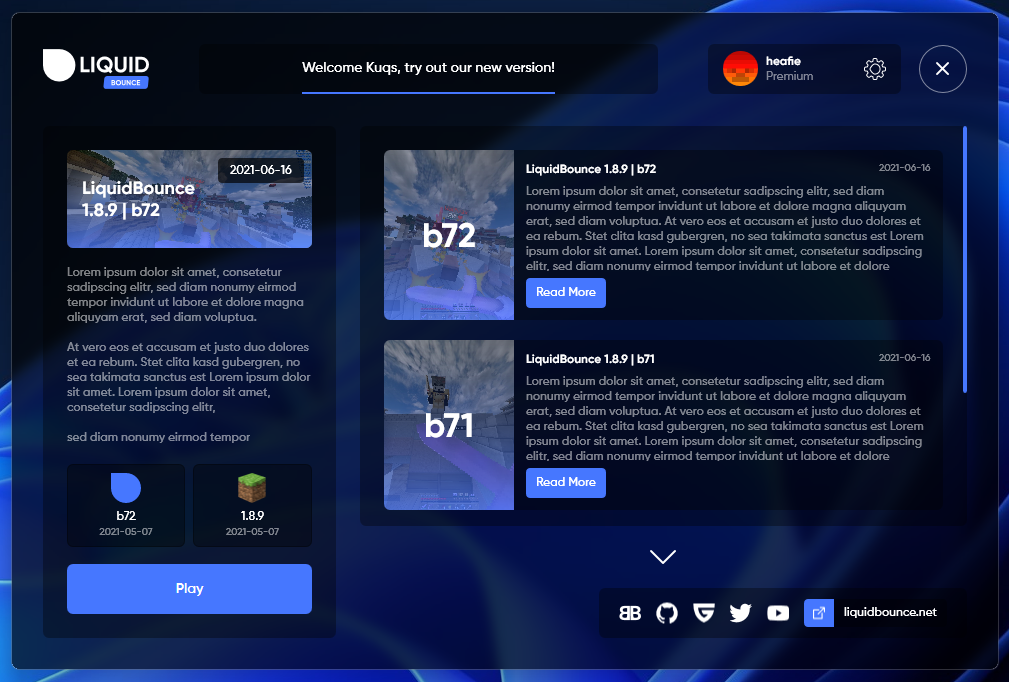 LIQUID
BOUNCE
Welcome Kuqs, try out our new version!
heafie
Premium
2021-06-16
LiquidBounce
1.8.9 | b72
Lorem ipsum dolor sit amet, consetetur
sadipscing elitr, sed diam nonumy eirmod
tempor invidunt ut labore et dolore magna
aliquyam erat, sed diam voluptua.
At vero eos et accusam et justo duo dolores
et ea rebum. Stet clita kasd gubergren, no
sea takimata sanctus est Lorem ipsum dolor
sit amet. Lorem ipsum dolor sit amet,
consetetur sadipscing elitr,
sed diam nonumy eirmod tempor
b72
2021-05-07
1.8.9
2021-05-07
Play
b72
LiquidBounce 1.8.9 | b72
2021-06-16
Lorem ipsum dolor sit amet, consetetur sadipscing elitr, sed diam
nonumy eirmod tempor invidunt ut labore et dolore magna aliquyam
erat, sed diam voluptua. At vero eos et accusam et justo duo dolores et
ea rebum. Stet clita kasd gubergren, no sea takimata sanctus est Lorem
ipsum dolor sit amet. Lorem ipsum dolor sit amet, consetetur sadipscing
elitr, sed diam nonumy eirmod tempor invidunt ut labore et dolore
Read More
b71
LiquidBounce 1.8.9 | b71
2021-06-16
Lorem ipsum dolor sit amet, consetetur sadipscing elitr, sed diam
nonumy eirmod tempor invidunt ut labore et dolore magna aliquyam
erat, sed diam voluptua. At vero eos et accusam et justo duo dolores et
ea rebum. Stet clita kasd gubergren, no sea takimata sanctus est Lorem
ipsum dolor sit amet. Lorem ipsum dolor sit amet, consetetur sadipscing
elitr, sed diam nonumy eirmod tempor invidunt ut labore et dolore
Read More
liquidbounce.net